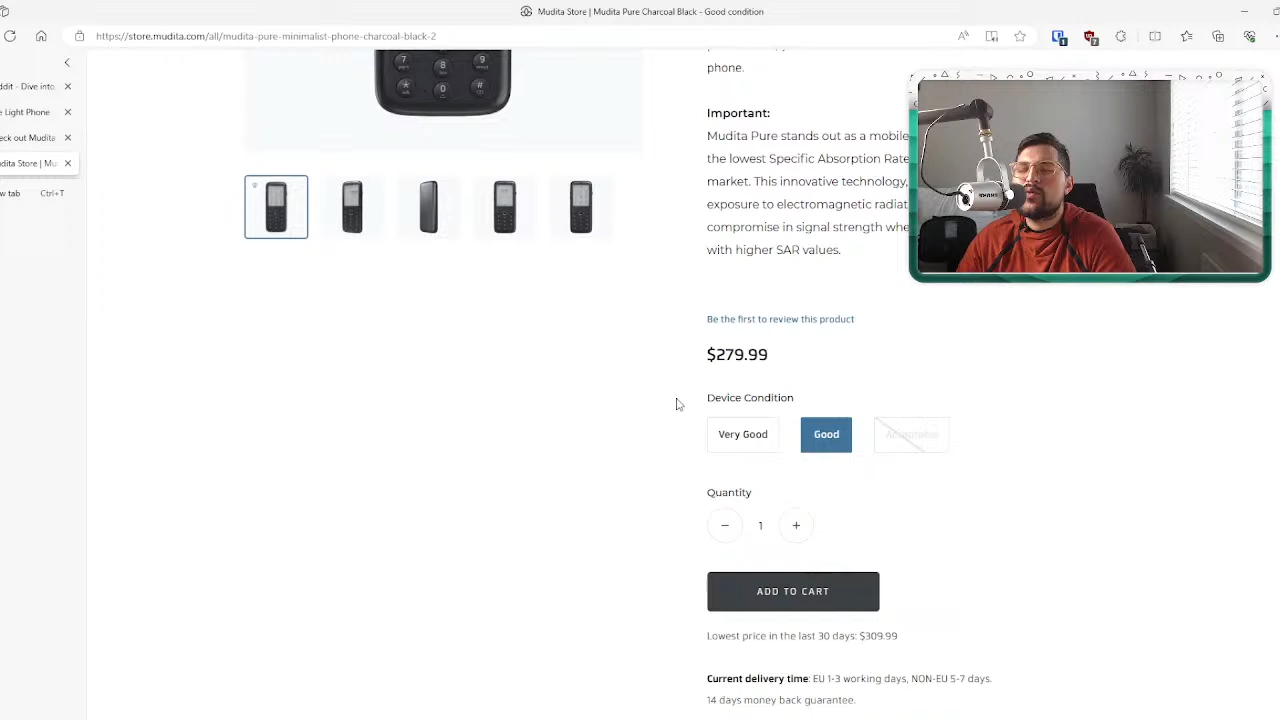 Mudita Store | Mudita Pure Charcoal Black - Good condition
https://store.mudita.com/all/mudita-pure-minimalist-phone-charcoal-black-2
ddit - Dive into
e Light Phone
eck out Mudita
dita Store | Mu
w tab Ctrl+T
phone.
Important:
Mudita Pure stands out as a mobile
the lowest Specific Absorption Rate
market. This innovative technology,
exposure to electromagnetic radiat
compromise in signal strength whe
with higher SAR values.
Be the first to review this product
$279.99
Device Condition
Very Good
Good
Quantity
1
ADD TO CART
Lowest price in the last 30 days: $309.99
Current delivery time: EU 1-3 working days, NON-EU 5-7 days.
14 days money back guarantee.